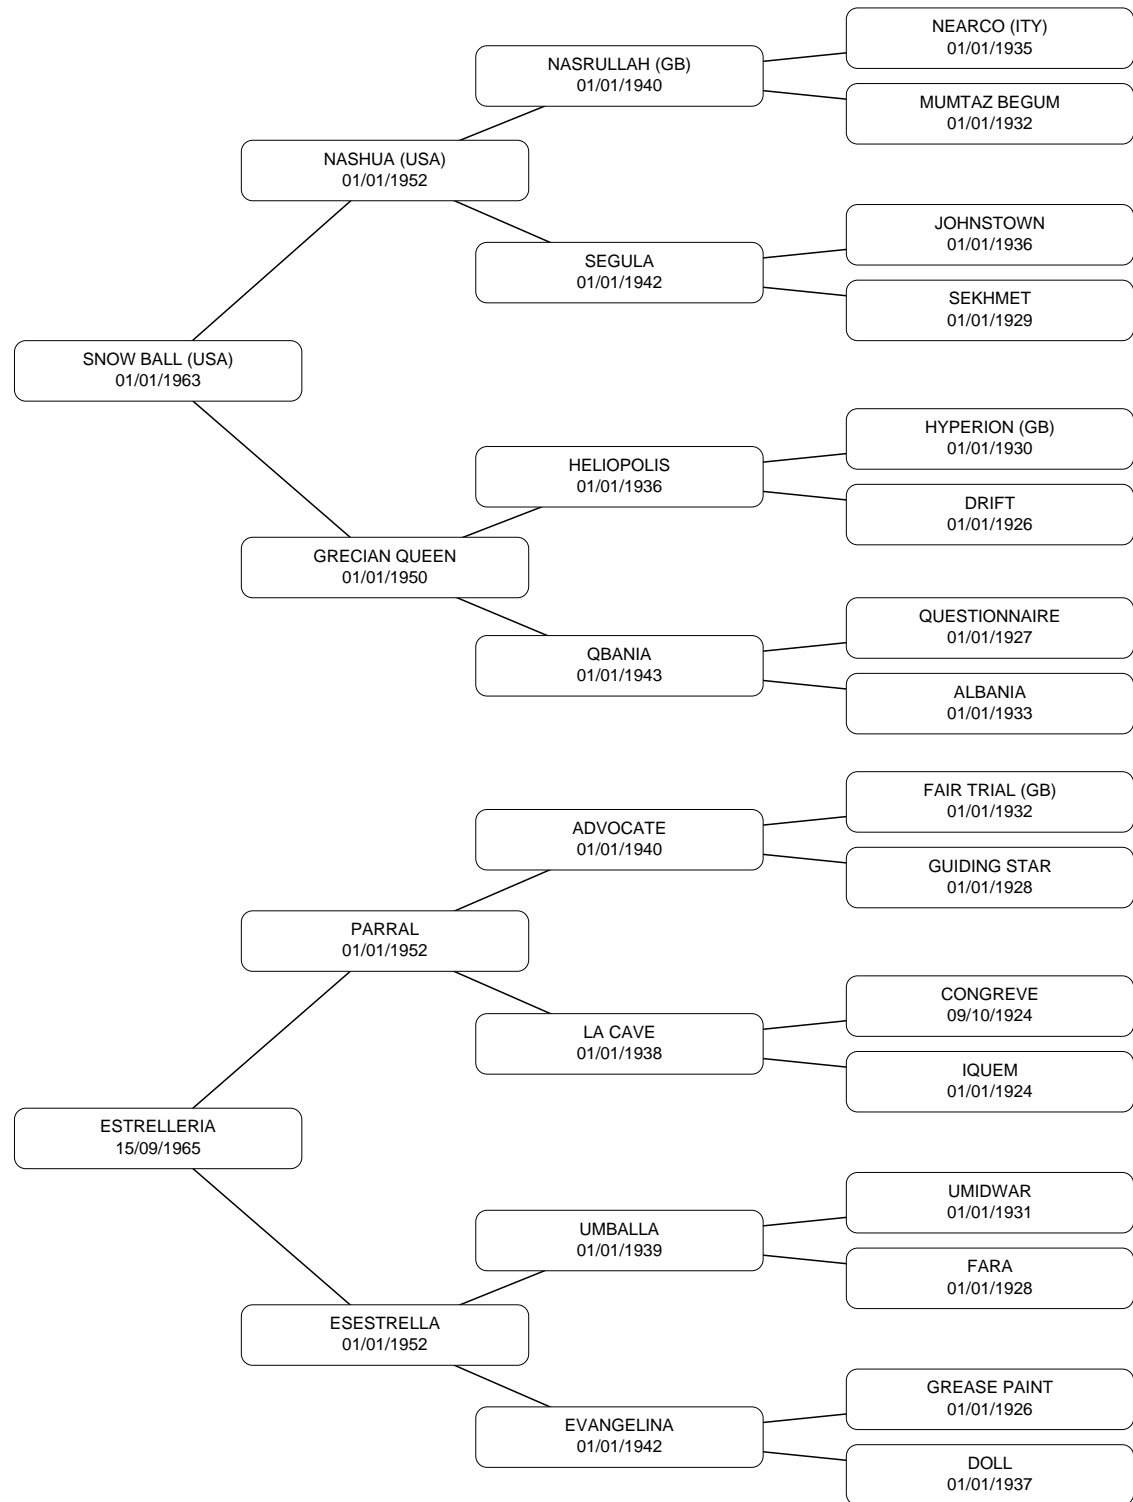 NEARCO (ITY)
01/01/1935
NASRULLAH (GB)
01/01/1940
MUMTAZ BEGUM
01/01/1932
NASHUA (USA)
01/01/1952
JOHNSTOWN
01/01/1936
SEGULA
01/01/1942
SEKHMET
01/01/1929
SNOW BALL (USA)
01/01/1963
HYPERION (GB)
01/01/1930
HELIOPOLIS
01/01/1936
DRIFT
01/01/1926
GRECIAN QUEEN
01/01/1950
QUESTIONNAIRE
01/01/1927
QBANIA
01/01/1943
ALBANIA
01/01/1933
FAIR TRIAL (GB)
01/01/1932
ADVOCATE
01/01/1940
GUIDING STAR
01/01/1928
PARRAL
01/01/1952
CONGREVE
09/10/1924
LA CAVE
01/01/1938
IQUEM
01/01/1924
ESTRELLERIA
15/09/1965
UMIDWAR
01/01/1931
UMBALLA
01/01/1939
FARA
01/01/1928
ESESTRELLA
01/01/1952
GREASE PAINT
01/01/1926
EVANGELINA
01/01/1942
DOLL
01/01/1937